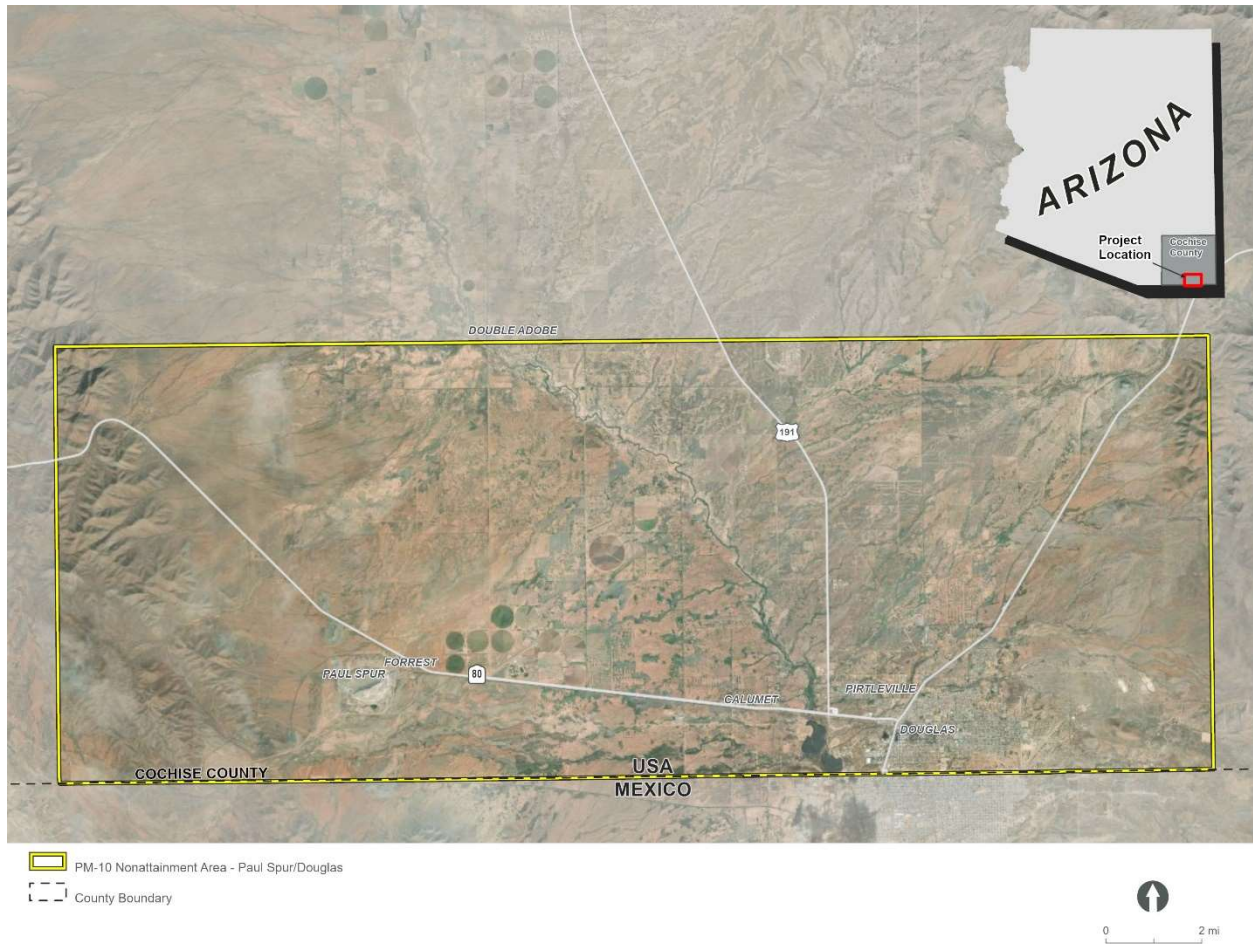 ARIZONA
Project
Location
Cochise
County
DOUBLE ADOBE
191
FORREST
PAUL SPUR
80
CALUMET
PIRTLEVILLE
DOUGLAS
COCHISE COUNTY
USA
MEXICO
PM-10 Nonattainment Area - Paul Spur/Douglas
County Boundary
0 2 mi